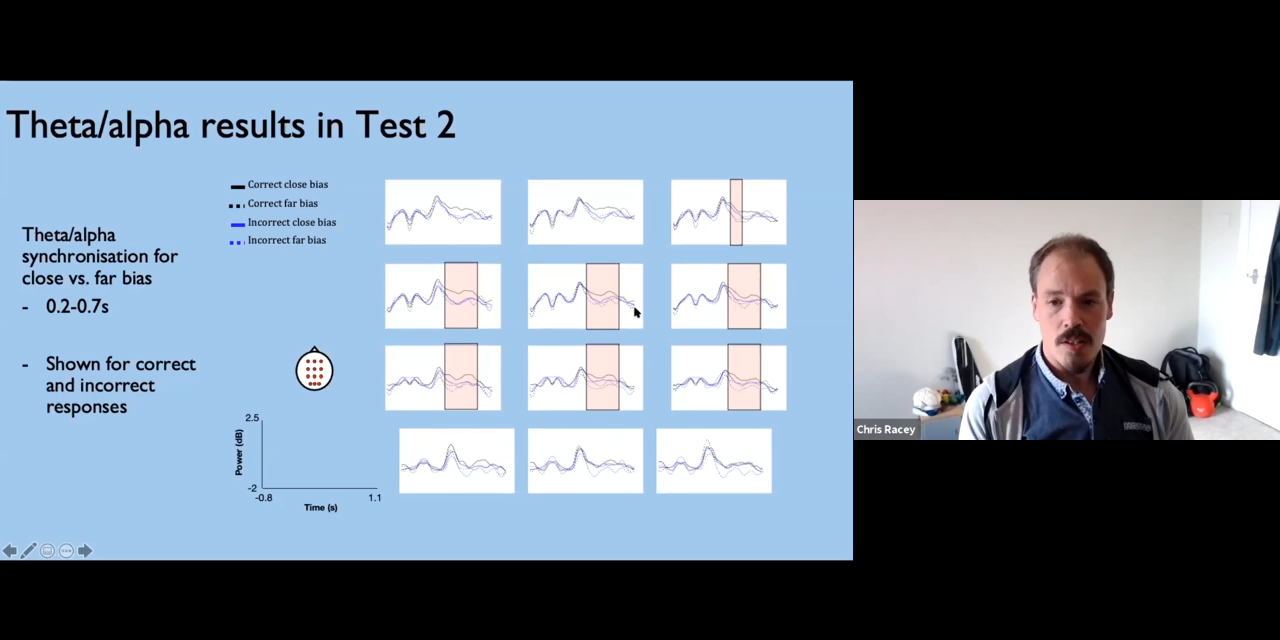 Theta/alpha results in Test 2
Correct close bias
Correct far bias
Incorrect close bias
Incorrect far bias
Theta/alpha
synchronisation for
close vs. far bias
- 0.2-0.7s
- Shown for correct
and incorrect
responses
2.5
Power (dB)
-2
-0.8
1.1
Time (s)
Chris Racey